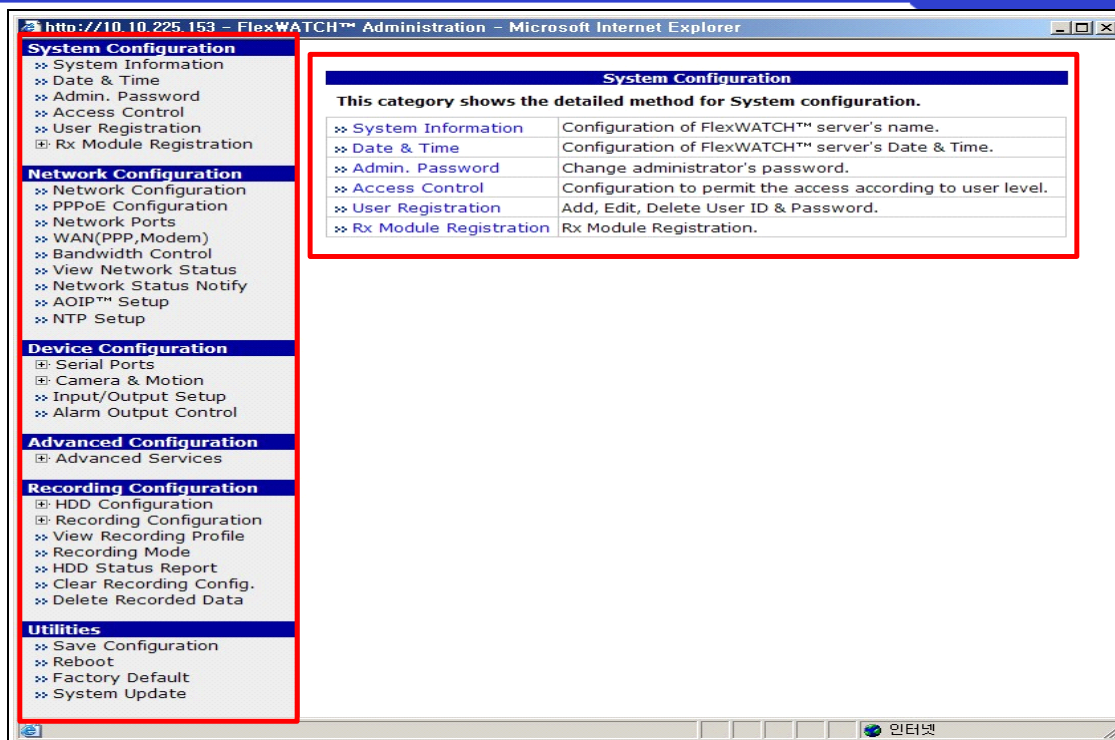 http://10.10.225.153 - FlexWATCH™ Administration - Microsoft Internet Explorer
System Configuration
System Information
Date & Time
Admin. Password
Access Control
User Registration
Rx Module Registration
Network Configuration
Network Configuration
PPPoE Configuration
Network Ports
WAN(PPP,Modem)
Bandwidth Control
View Network Status
Network Status Notify
AOIP™ Setup
NTP Setup
Device Configuration
Serial Ports
Camera & Motion
Input/Output Setup
Alarm Output Control
Advanced Configuration
Advanced Services
Recording Configuration
HDD Configuration
Recording Configuration
View Recording Profile
Recording Mode
HDD Status Report
Clear Recording Config.
Delete Recorded Data
Utilities
Save Configuration
Reboot
Factory Default
System Update
System Configuration
This category shows the detailed method for System configuration.
System Information Configuration of FlexWATCH™ server's name.
Date & Time Configuration of FlexWATCH™ server's Date & Time.
Admin. Password Change administrator's password.
Access Control Configuration to permit the access according to user level.
User Registration Add, Edit, Delete User ID & Password.
Rx Module Registration Rx Module Registration.
인터넷